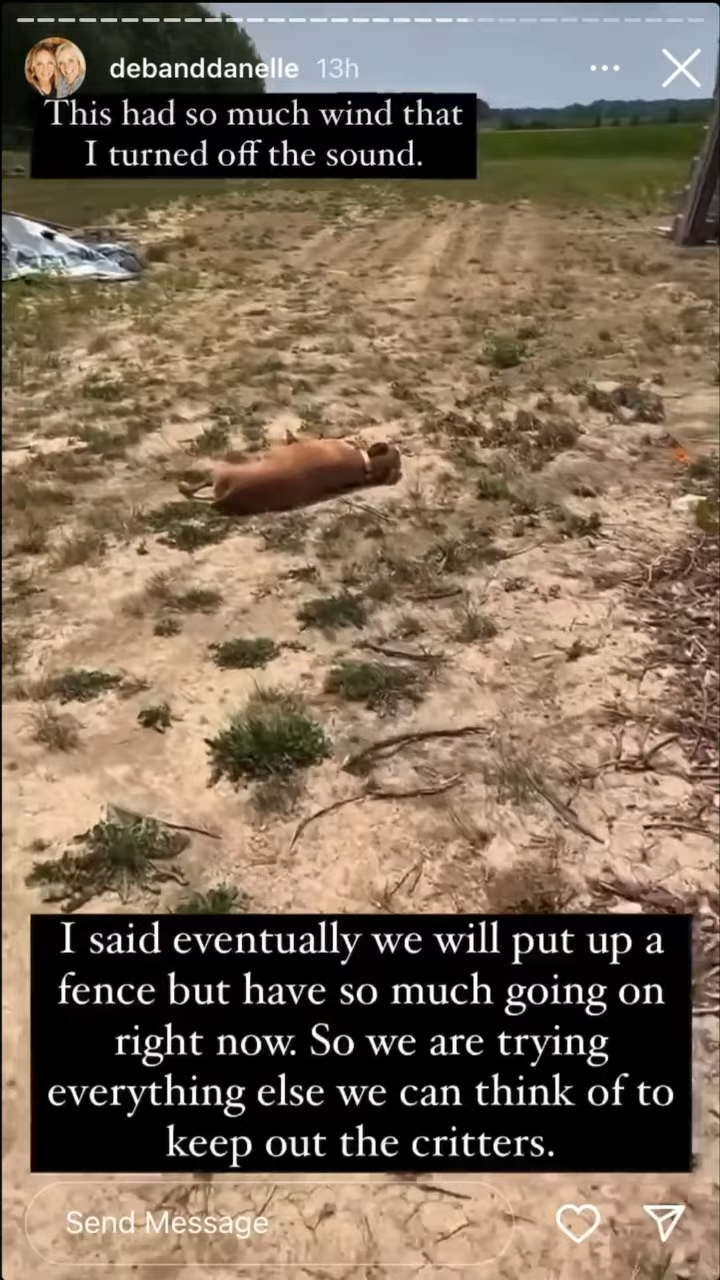 debanddanelle 13h
This had so much wind that
I turned off the sound.
I said eventually we will put up a
fence but have so much going on
right now. So we are trying
everything else we can think of to
keep out the critters.
Send Message